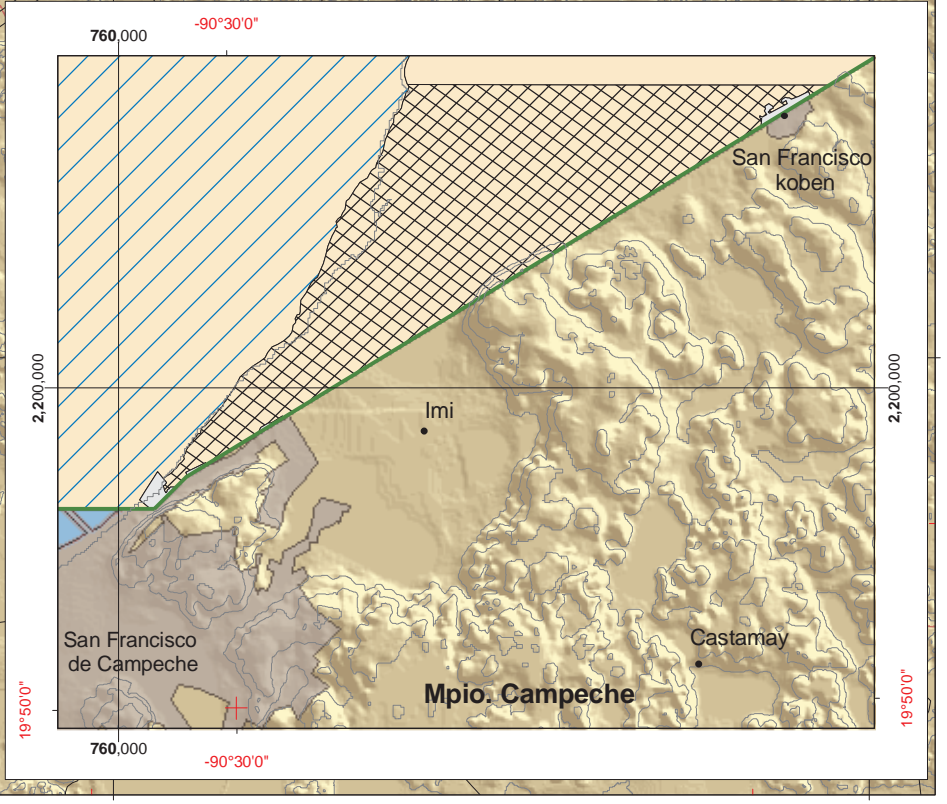 -90°30'0"
760,000
San Francisco
koben
2,200,000
2,200,000
Imi
San Francisco
de Campeche
Castamay
Mpio. Campeche
19°50'0"
19°50'0"
760,000
-90°30'0"